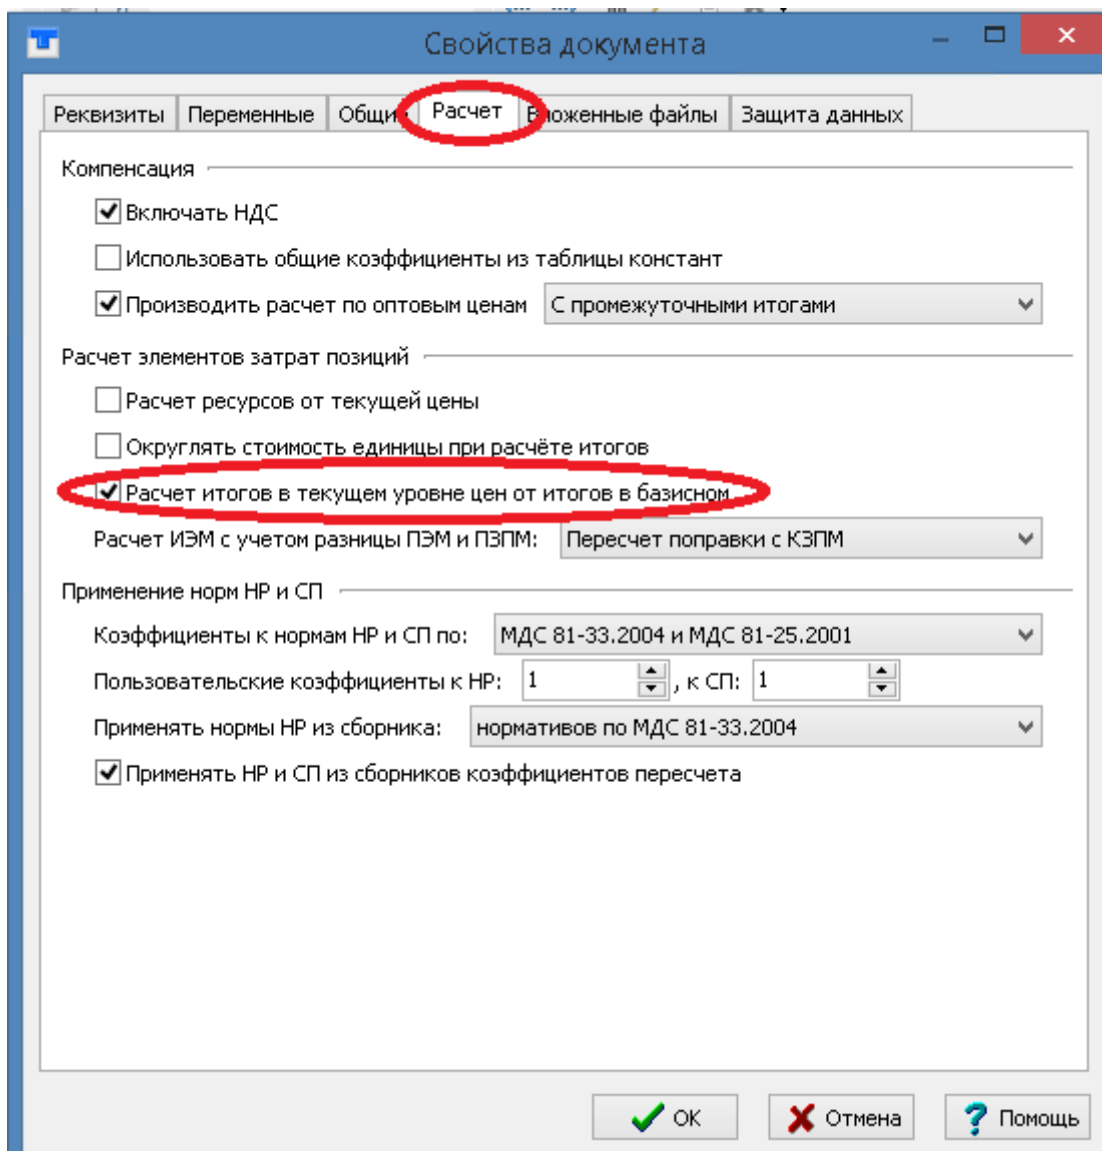 Свойства документа
Реквизиты Переменные Общие Расчет Вложенные файлы Защита данных
Компенсация
Включать НДС
Использовать общие коэффициенты из таблицы констант
Производить расчет по оптовым ценам С промежуточными итогами
Расчет элементов затрат позиций
Расчет ресурсов от текущей цены
Округлять стоимость единицы при расчёте итогов
Расчет итогов в текущем уровне цен от итогов в базисном
Расчет ИЭМ с учетом разницы ПЭМ и ПЗПМ: Пересчет поправки с КЗПМ
Применение норм НР и СП
Коэффициенты к нормам НР и СП по: МДС 81-33.2004 и МДС 81-25.2001
Пользовательские коэффициенты к НР: 1 , к СП: 1
Применять нормы НР из сборника: нормативов по МДС 81-33.2004
Применять НР и СП из сборников коэффициентов пересчета
ОК Отмена ? Помощь